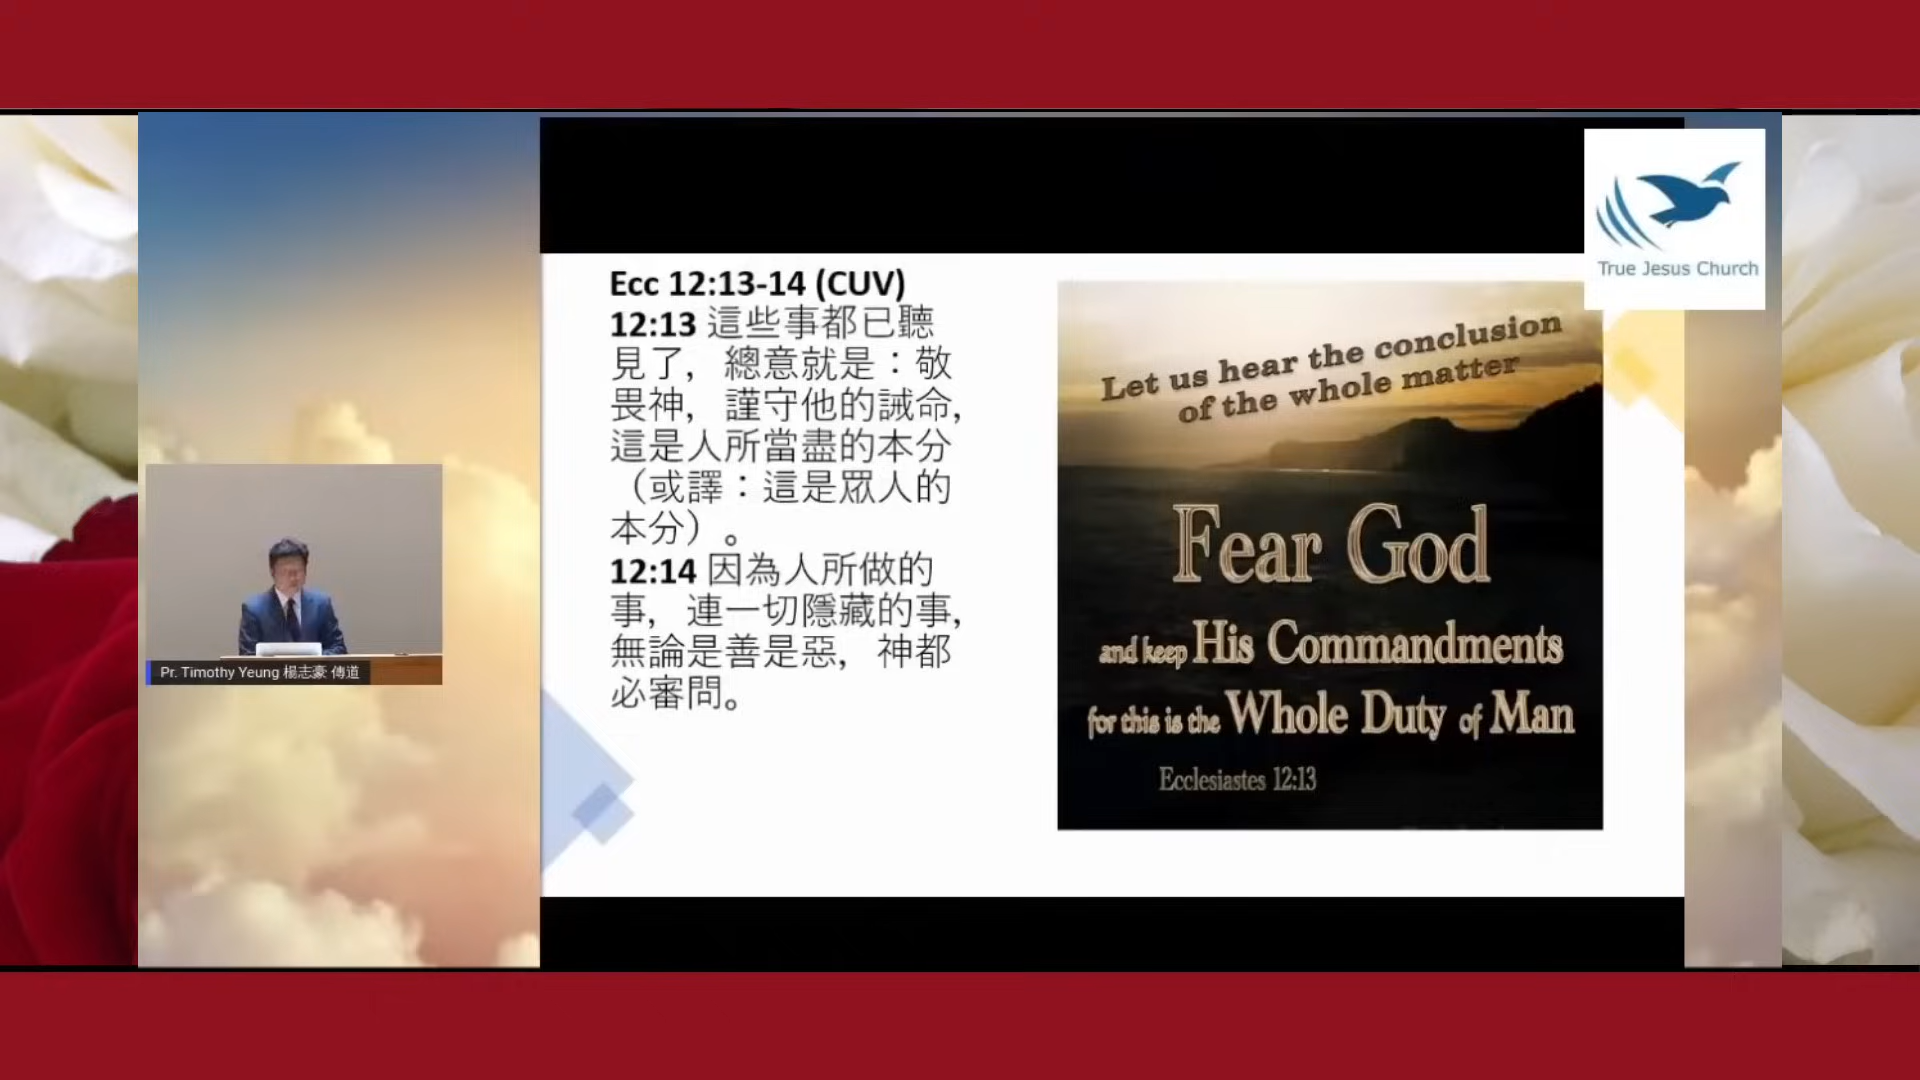 Ecc 12:13-14 (CUV)
12:13 這些事都已聽
見了，總意就是：敬
畏神，謹守他的誡命，
這是人所當盡的本分
（或譯：這是眾人的
本分）。
12:14 因為人所做的
事，連一切隱藏的事，
無論是善是惡，神都
必審問。
Let us hear the conclusion
of the whole matter
Fear God
and keep His Commandments
for this is the Whole Duty of Man
Ecclesiastes 12:13
True Jesus Church
Pr. Timothy Yeung 楊志豪 傳道